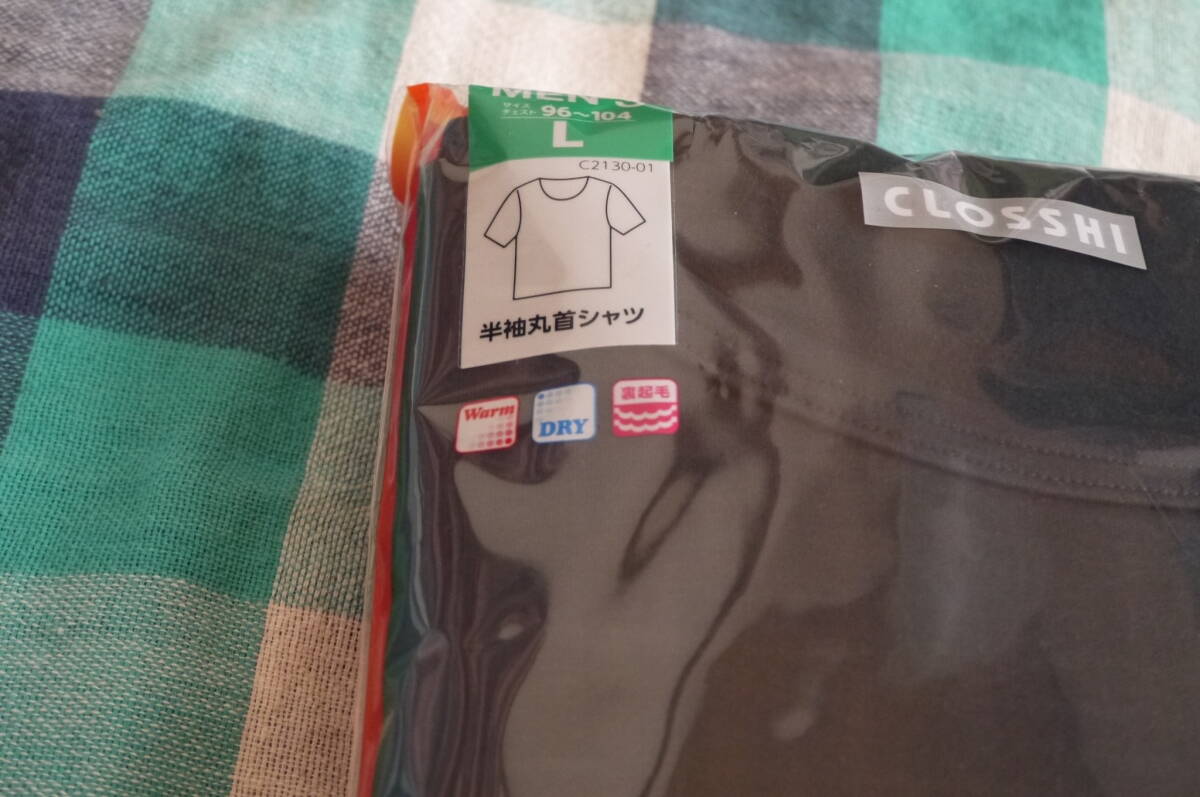 MEN'S
サイズ
チェスト 96～104
L
C2130-01
半袖丸首シャツ
CLOSSHI
Warm
DRY
裏起毛